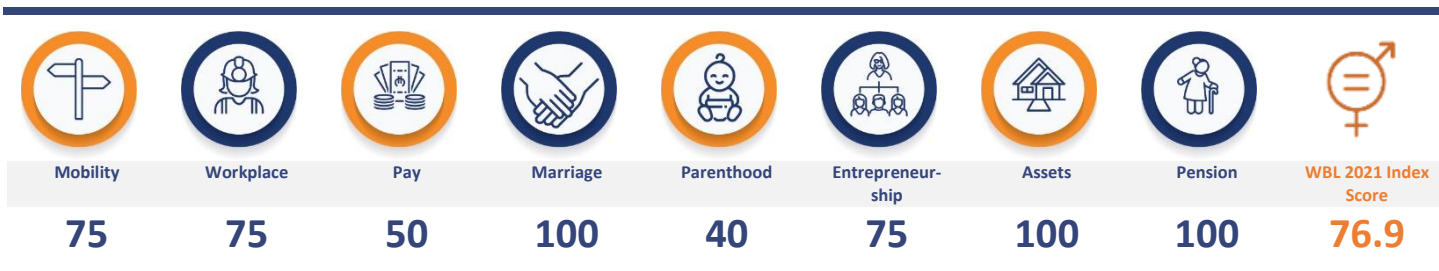 Mobility Workplace Pay Marriage Parenthood Entrepreneur- Assets Pension WBL 2021 Index
ship Score
75 75 50 100 40 75 100 100 76.9